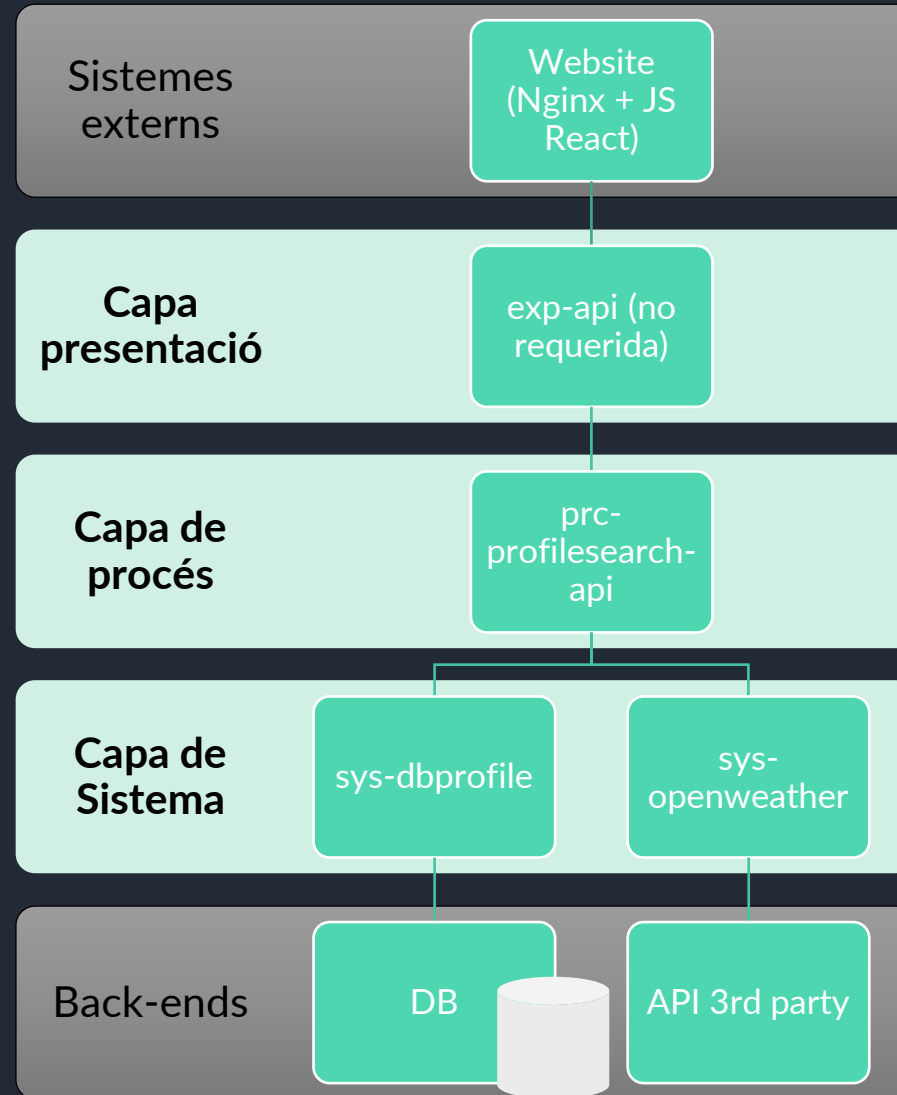 Sistemes
externs
Website
(Nginx + JS
React)
Capa
presentació
exp-api (no
requerida)
Capa de
procés
prc-
profilesearch-
api
Capa de
Sistema
sys-dbprofile
sys-
openweather
Back-ends
DB
API 3rd party